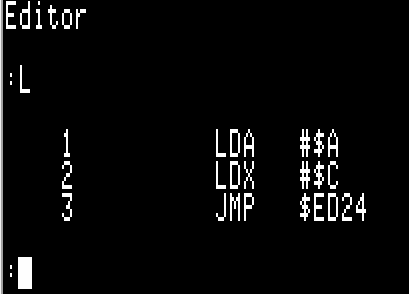 Editor
:L
1 LDA #$A
2 LDX #$C
3 JMP $ED24
: